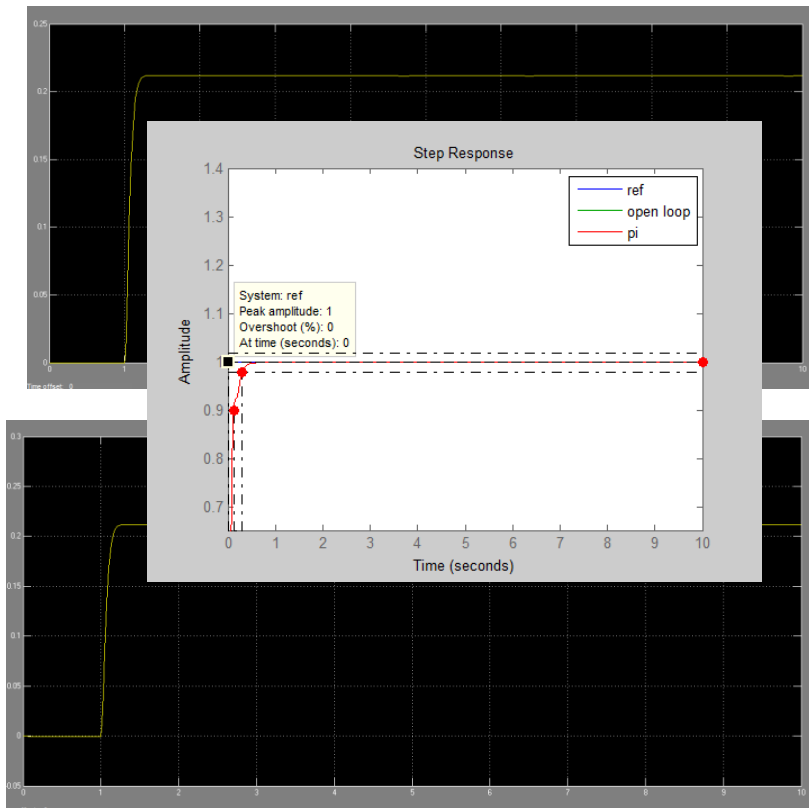 0.25
0.2
0.15
0.1
0.05
0
0
1
10
Time offset: 0
Step Response
1.4
1.3
1.2
1.1
1
0.9
0.8
0.7
Amplitude
ref
open loop
pi
System: ref
Peak amplitude: 1
Overshoot (%): 0
At time (seconds): 0
0 1 2 3 4 5 6 7 8 9 10
Time (seconds)
0.3
0.25
0.2
0.15
0.1
0.05
0
-0.05
0 1 2 3 4 5 6 7 8 9 10